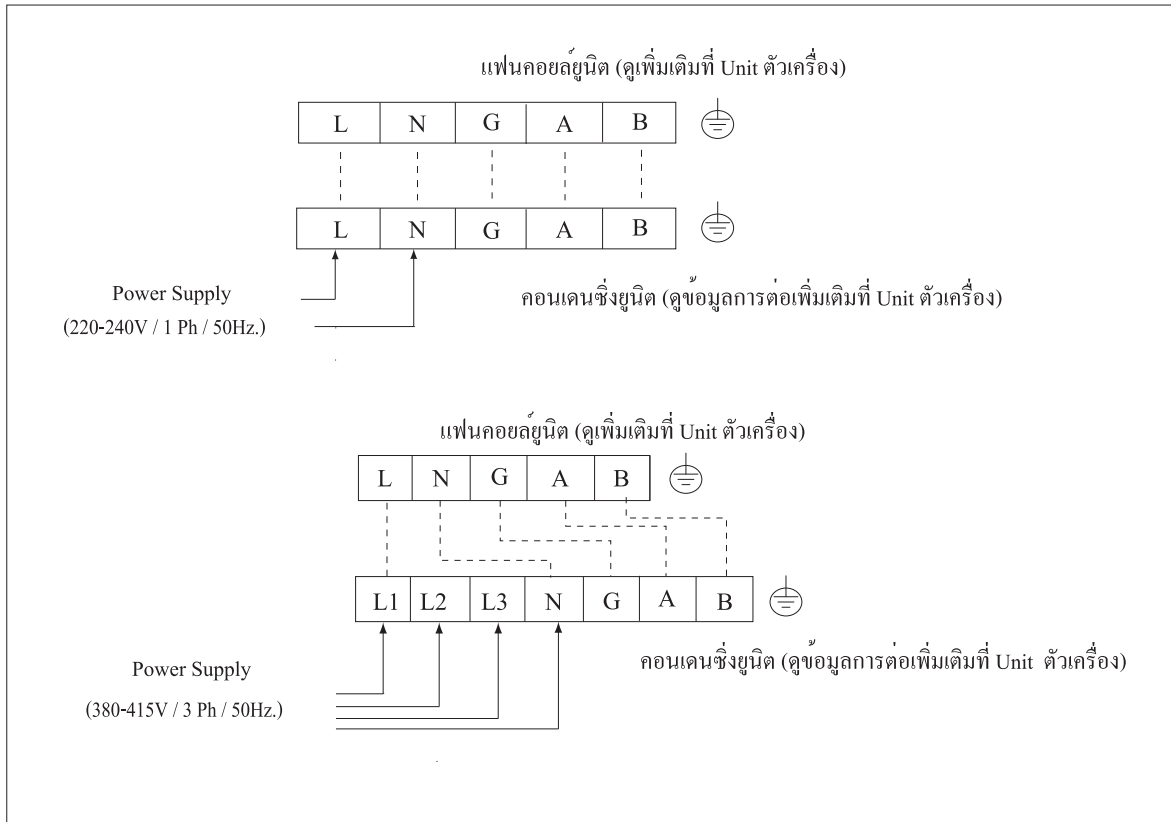 แฟนคอยล์ยูนิต (ดูเพิ่มเติมที่ Unit ตัวเครื่อง)
L N G A B
L N G A B
Power Supply
(220-240V / 1 Ph / 50Hz.)
คอนเดนซิ่งยูนิต (ดูข้อมูลการต่อเพิ่มเติมที่ Unit ตัวเครื่อง)
แฟนคอยล์ยูนิต (ดูเพิ่มเติมที่ Unit ตัวเครื่อง)
L N G A B
L1 L2 L3 N G A B
Power Supply
(380-415V / 3 Ph / 50Hz.)
คอนเดนซิ่งยูนิต (ดูข้อมูลการต่อเพิ่มเติมที่ Unit ตัวเครื่อง)